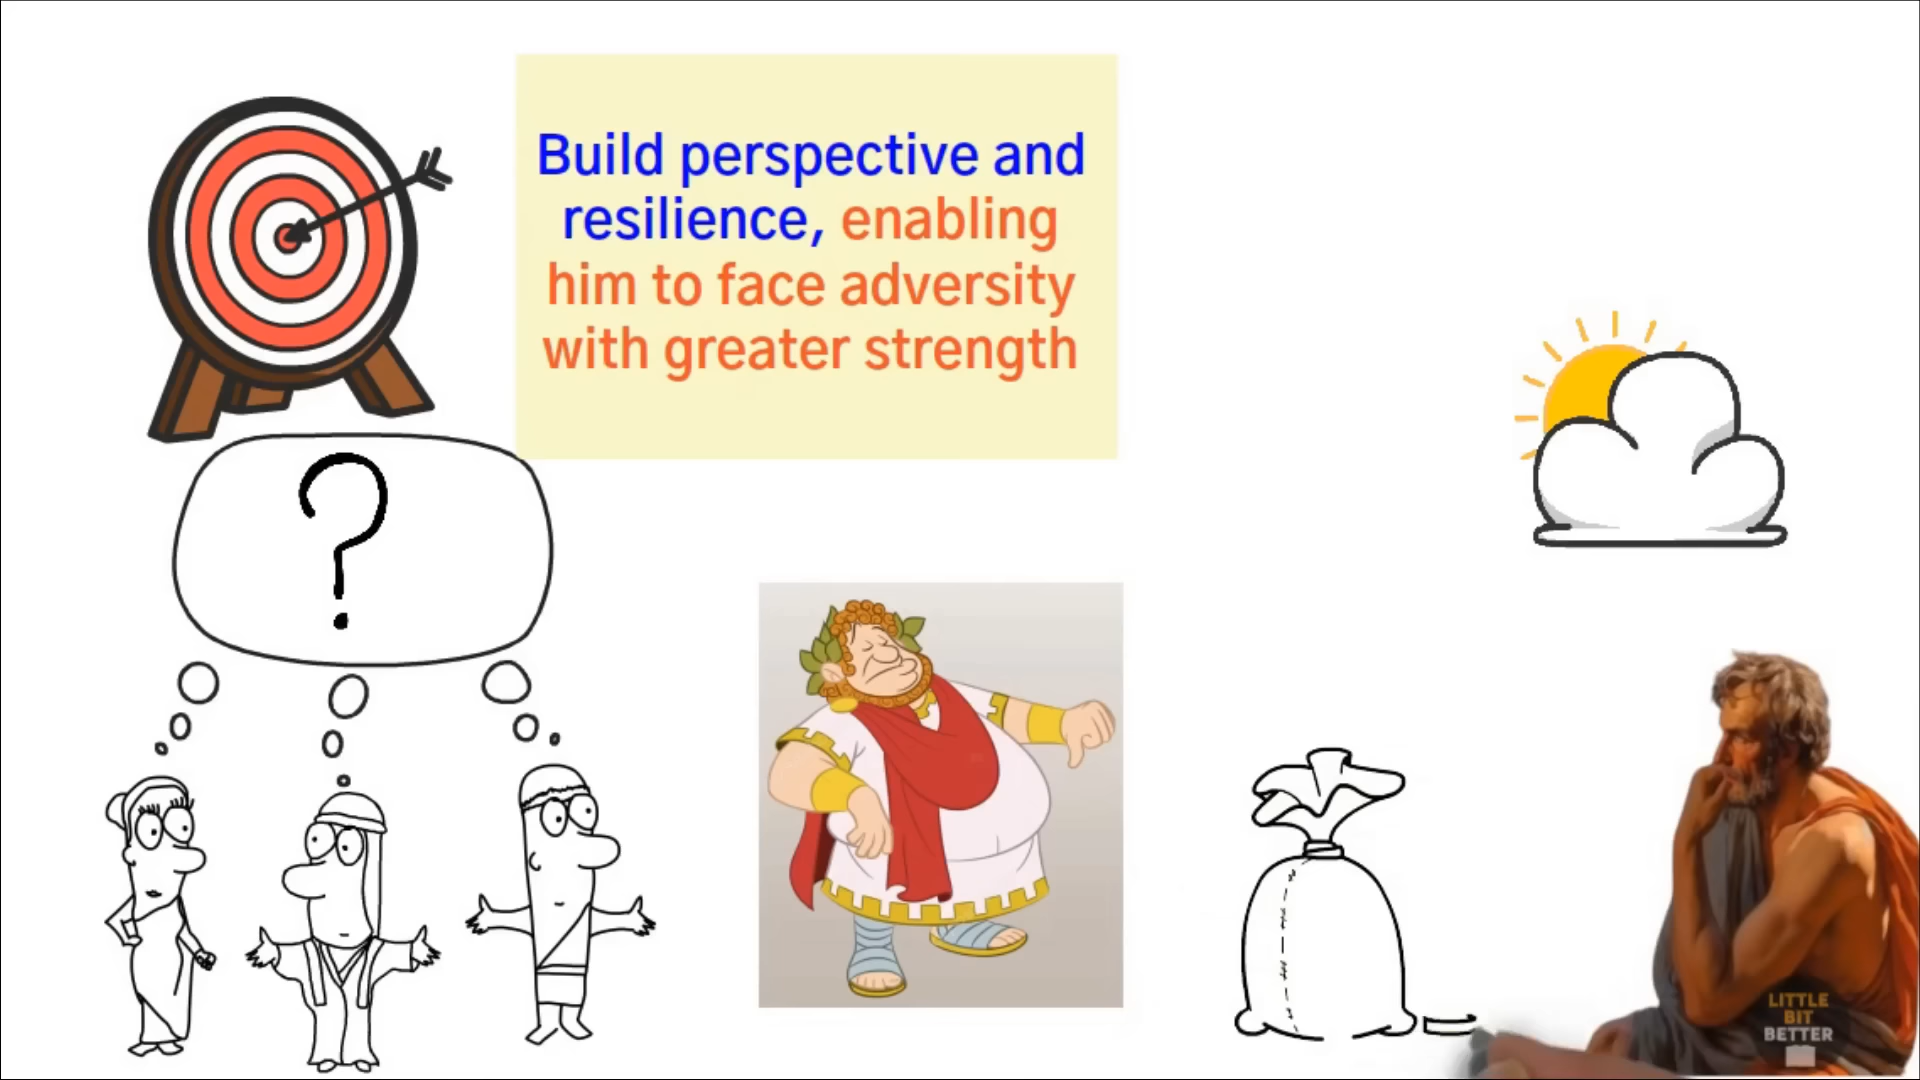 Build perspective and
resilience, enabling
him to face adversity
with greater strength
?
LITTLE
BIT
BETTER